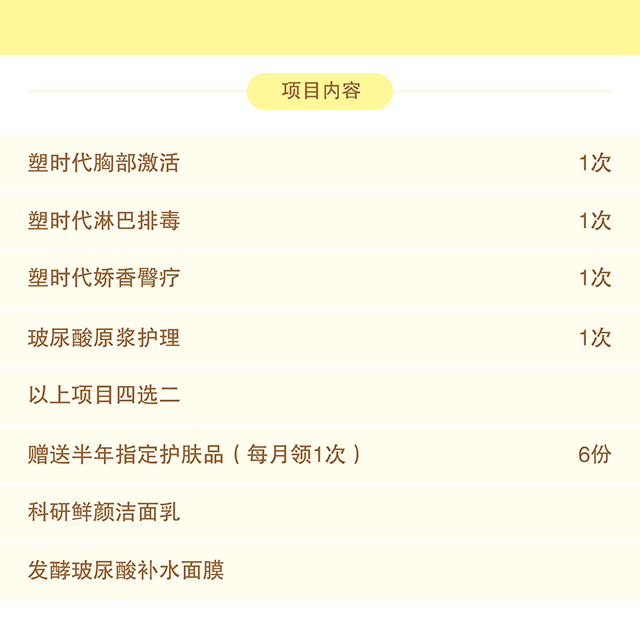 项目内容
塑时代胸部激活 1次
塑时代淋巴排毒 1次
塑时代娇香臀疗 1次
玻尿酸原浆护理 1次
以上项目四选二
赠送半年指定护肤品（每月领1次） 6份
科研鲜颜洁面乳
发酵玻尿酸补水面膜